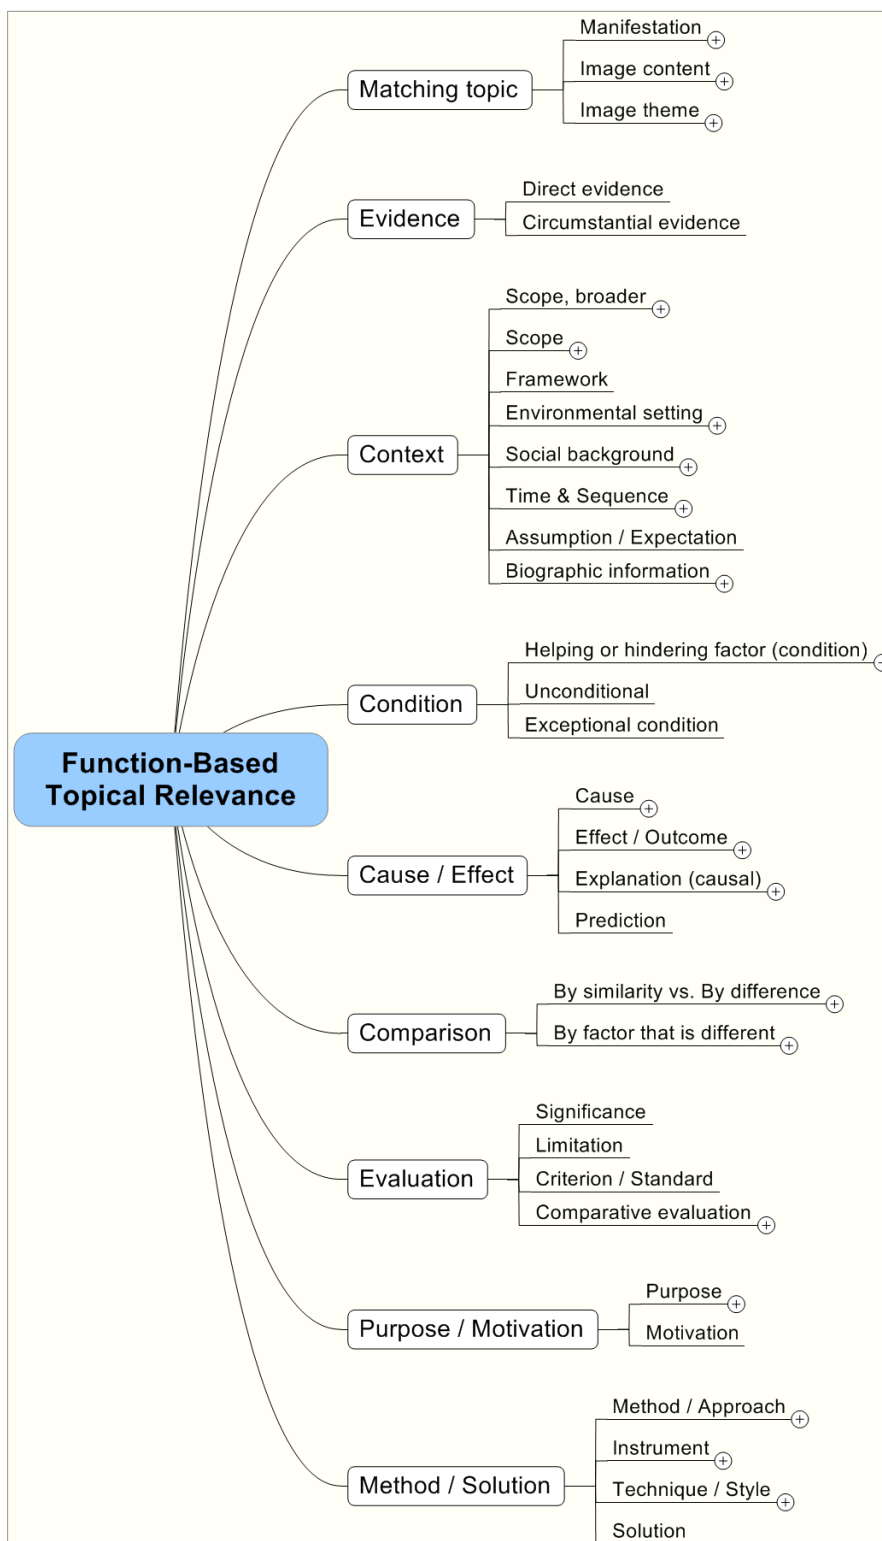 Function-Based
Topical Relevance
Matching topic
Manifestation
Image content
Image theme
Evidence
Direct evidence
Circumstantial evidence
Context
Scope, broader
Scope
Framework
Environmental setting
Social background
Time & Sequence
Assumption / Expectation
Biographic information
Condition
Helping or hindering factor (condition)
Unconditional
Exceptional condition
Cause / Effect
Cause
Effect / Outcome
Explanation (causal)
Prediction
Comparison
By similarity vs. By difference
By factor that is different
Evaluation
Significance
Limitation
Criterion / Standard
Comparative evaluation
Purpose / Motivation
Purpose
Motivation
Method / Solution
Method / Approach
Instrument
Technique / Style
Solution